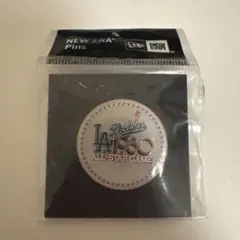 NEW ERA®
Pins
Dodgers
LA 1980
ALL STAR GAME